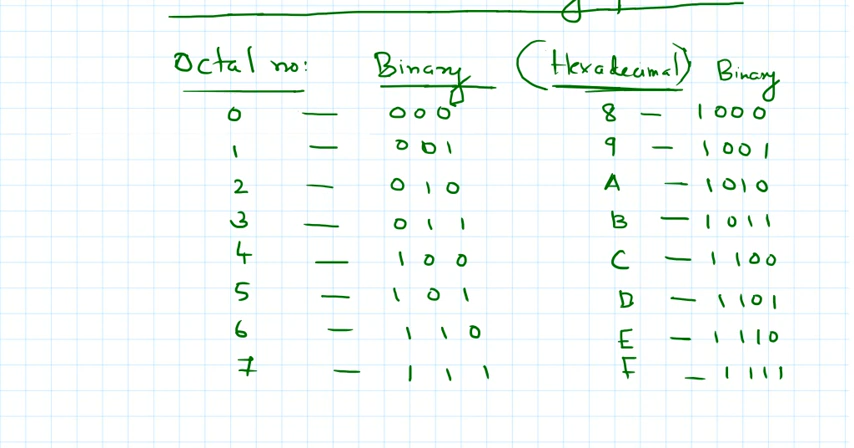 Octal no: Binary (Hexadecimal) Binary
0 — 000 8 — 1000
1 — 001 9 — 1001
2 — 010 A — 1010
3 — 011 B — 1011
4 — 100 C — 1100
5 — 101 D — 1101
6 — 110 E — 1110
7 — 111 F — 1111